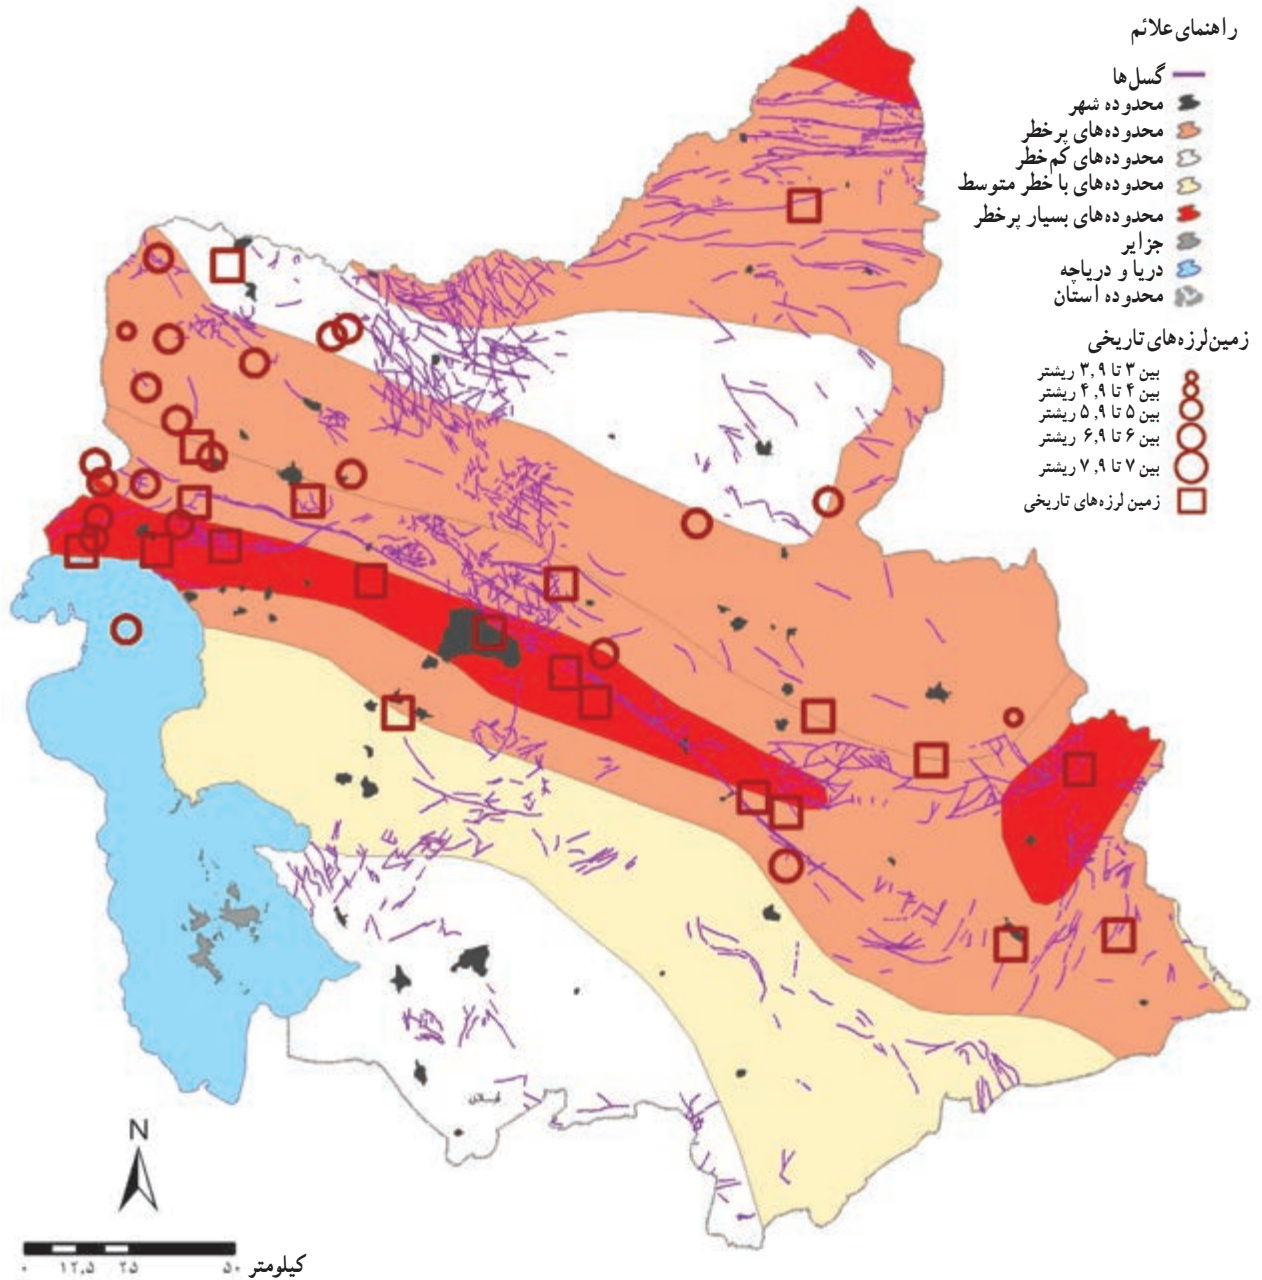 راهنمای علائم
گسل‌ها
محدوده شهر
محدوده‌های پرخطر
محدوده‌های کم‌خطر
محدوده‌های با خطر متوسط
محدوده‌های بسیار پرخطر
جزایر
دریا و دریاچه
محدوده استان
زمین‌لرزه‌های تاریخی
بین ۳ تا ۳,۹ ریشتر
بین ۴ تا ۴,۹ ریشتر
بین ۵ تا ۵,۹ ریشتر
بین ۶ تا ۶,۹ ریشتر
بین ۷ تا ۷,۹ ریشتر
زمین لرزه‌های تاریخی
N
۰ ۱۲,۵ ۲۵ ۵۰ کیلومتر